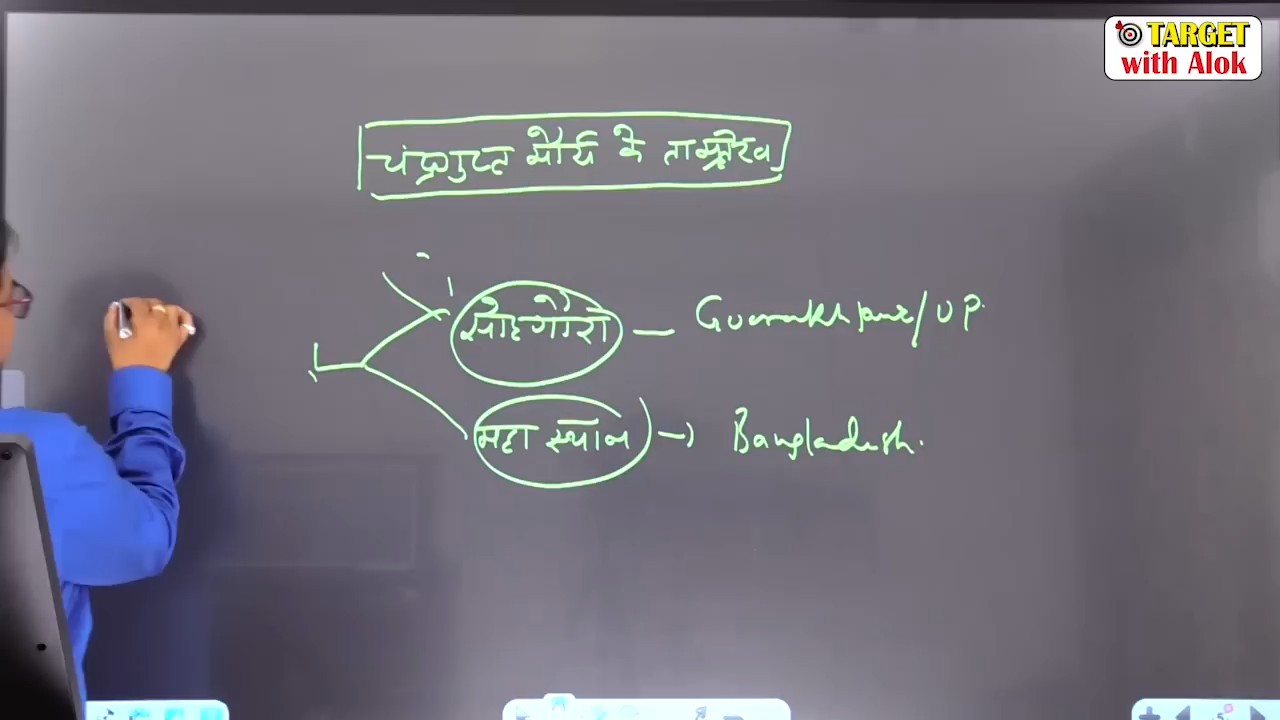 TARGET
with Alok
चंद्रगुप्त मौर्य के ताम्रलेख
सोहगौरा — Gorakhpur/UP.
महा स्थान → Bangladesh.